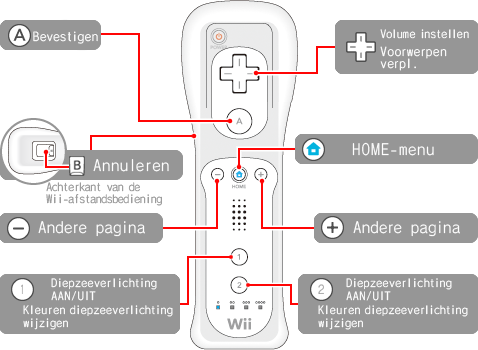 A Bevestigen
Volume instellen
Voorwerpen
verpl.
A
B Annuleren
HOME-menu
Achterkant van de
Wii-afstandsbediening
HOME
− Andere pagina
+ Andere pagina
1
2
1 Diepzeeverlichting
AAN/UIT
Kleuren diepzeeverlichting
wijzigen
2 Diepzeeverlichting
AAN/UIT
Kleuren diepzeeverlichting
wijzigen
Wii